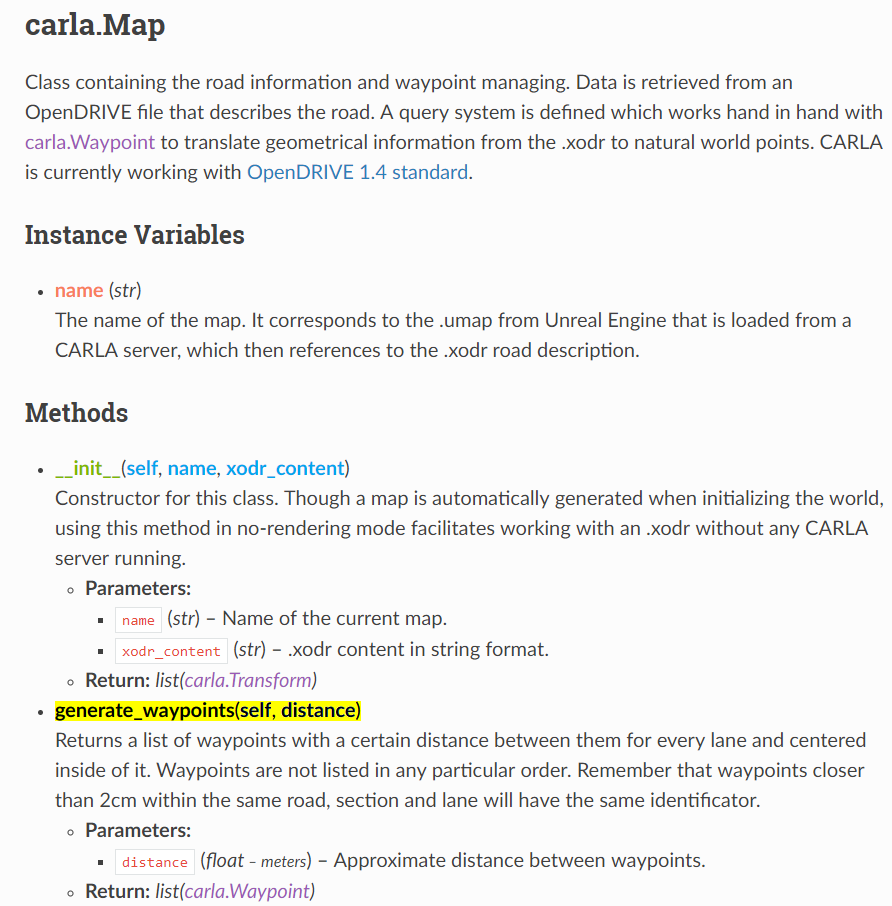 carla.Map
Class containing the road information and waypoint managing. Data is retrieved from an
OpenDRIVE file that describes the road. A query system is defined which works hand in hand with
carla.Waypoint to translate geometrical information from the .xodr to natural world points. CARLA
is currently working with OpenDRIVE 1.4 standard.
Instance Variables
• name (str)
The name of the map. It corresponds to the .umap from Unreal Engine that is loaded from a
CARLA server, which then references to the .xodr road description.
Methods
• __init__(self, name, xodr_content)
Constructor for this class. Though a map is automatically generated when initializing the world,
using this method in no-rendering mode facilitates working with an .xodr without any CARLA
server running.
◦ Parameters:
▪ name (str) – Name of the current map.
▪ xodr_content (str) – .xodr content in string format.
◦ Return: list(carla.Transform)
• generate_waypoints(self, distance)
Returns a list of waypoints with a certain distance between them for every lane and centered
inside of it. Waypoints are not listed in any particular order. Remember that waypoints closer
than 2cm within the same road, section and lane will have the same identificator.
◦ Parameters:
▪ distance (float – meters) – Approximate distance between waypoints.
◦ Return: list(carla.Waypoint)